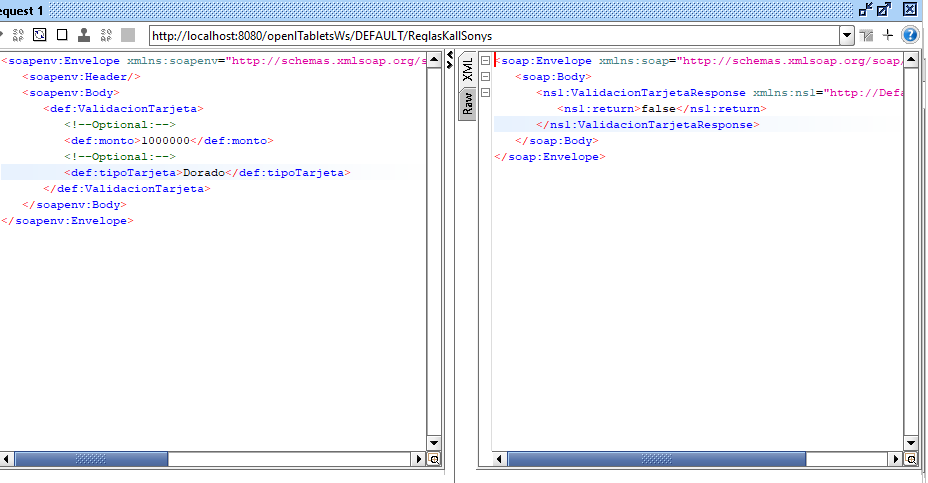 equest 1
http://localhost:8080/openlTabletsWs/DEFAULT/ReglasKallSonys
<soapenv:Envelope xmlns:soapenv="http://schemas.xmlsoap.org/s
<soapenv:Header/>
<soapenv:Body>
<def:ValidacionTarjeta>
<!--Optional:-->
<def:monto>1000000</def:monto>
<!--Optional:-->
<def:tipoTarjeta>Dorado</def:tipoTarjeta>
</def:ValidacionTarjeta>
</soapenv:Body>
</soapenv:Envelope>
XML
Raw
<soap:Envelope xmlns:soap="http://schemas.xmlsoap.org/soap/
<soap:Body>
<ns1:ValidacionTarjetaResponse xmlns:ns1="http://Defa
<ns1:return>false</ns1:return>
</ns1:ValidacionTarjetaResponse>
</soap:Body>
</soap:Envelope>